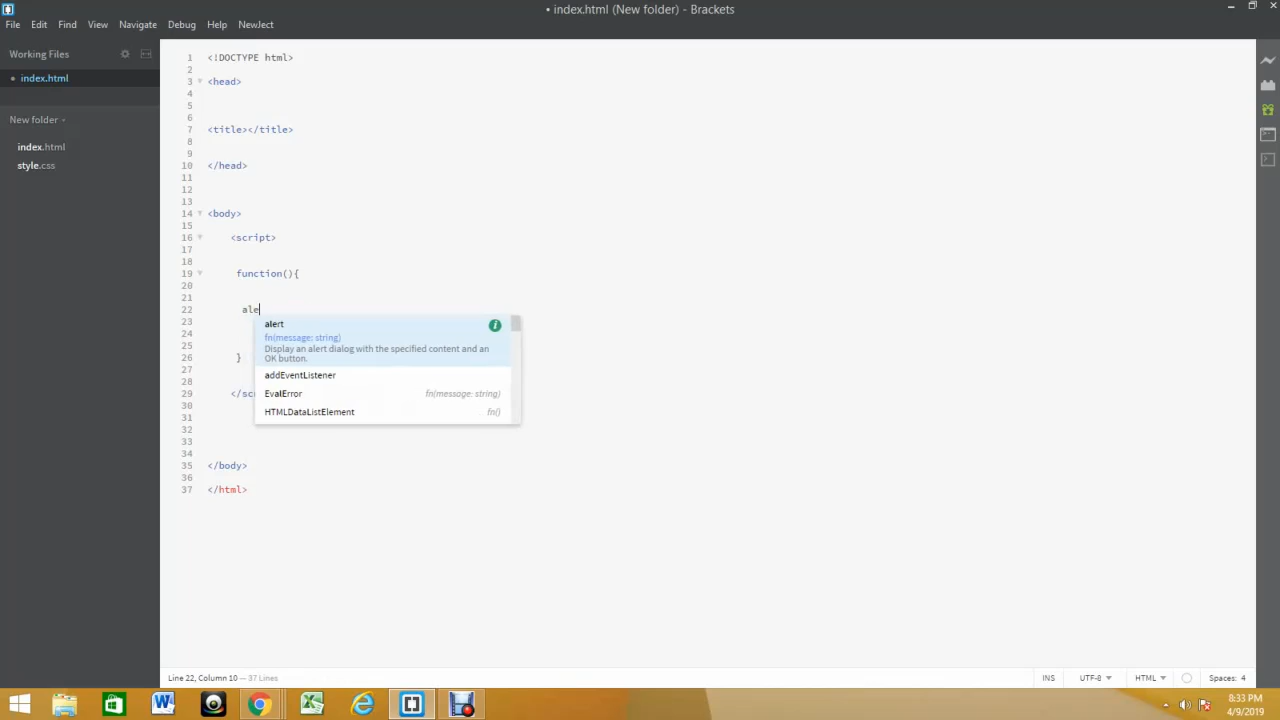 • index.html (New folder) - Brackets
File Edit Find View Navigate Debug Help NewJect
Working Files
• index.html
New folder
index.html
style.css
1 <!DOCTYPE html>
2
3 <head>
4
5
6
7 <title></title>
8
9
10 </head>
11
12
13
14 <body>
15
16 <script>
17
18
19 function(){
20
21
22 ale
23
24
25
26 }
27
28
29 </scr
30
31
32
33
34
35 </body>
36
37 </html>
alert
fn(message: string)
Display an alert dialog with the specified content and an
OK button.
addEventListener
EvalError fn(message: string)
HTMLDataListElement fn()
Line 22, Column 10 — 37 Lines
INS UTF-8 HTML Spaces: 4
8:33 PM
4/9/2019